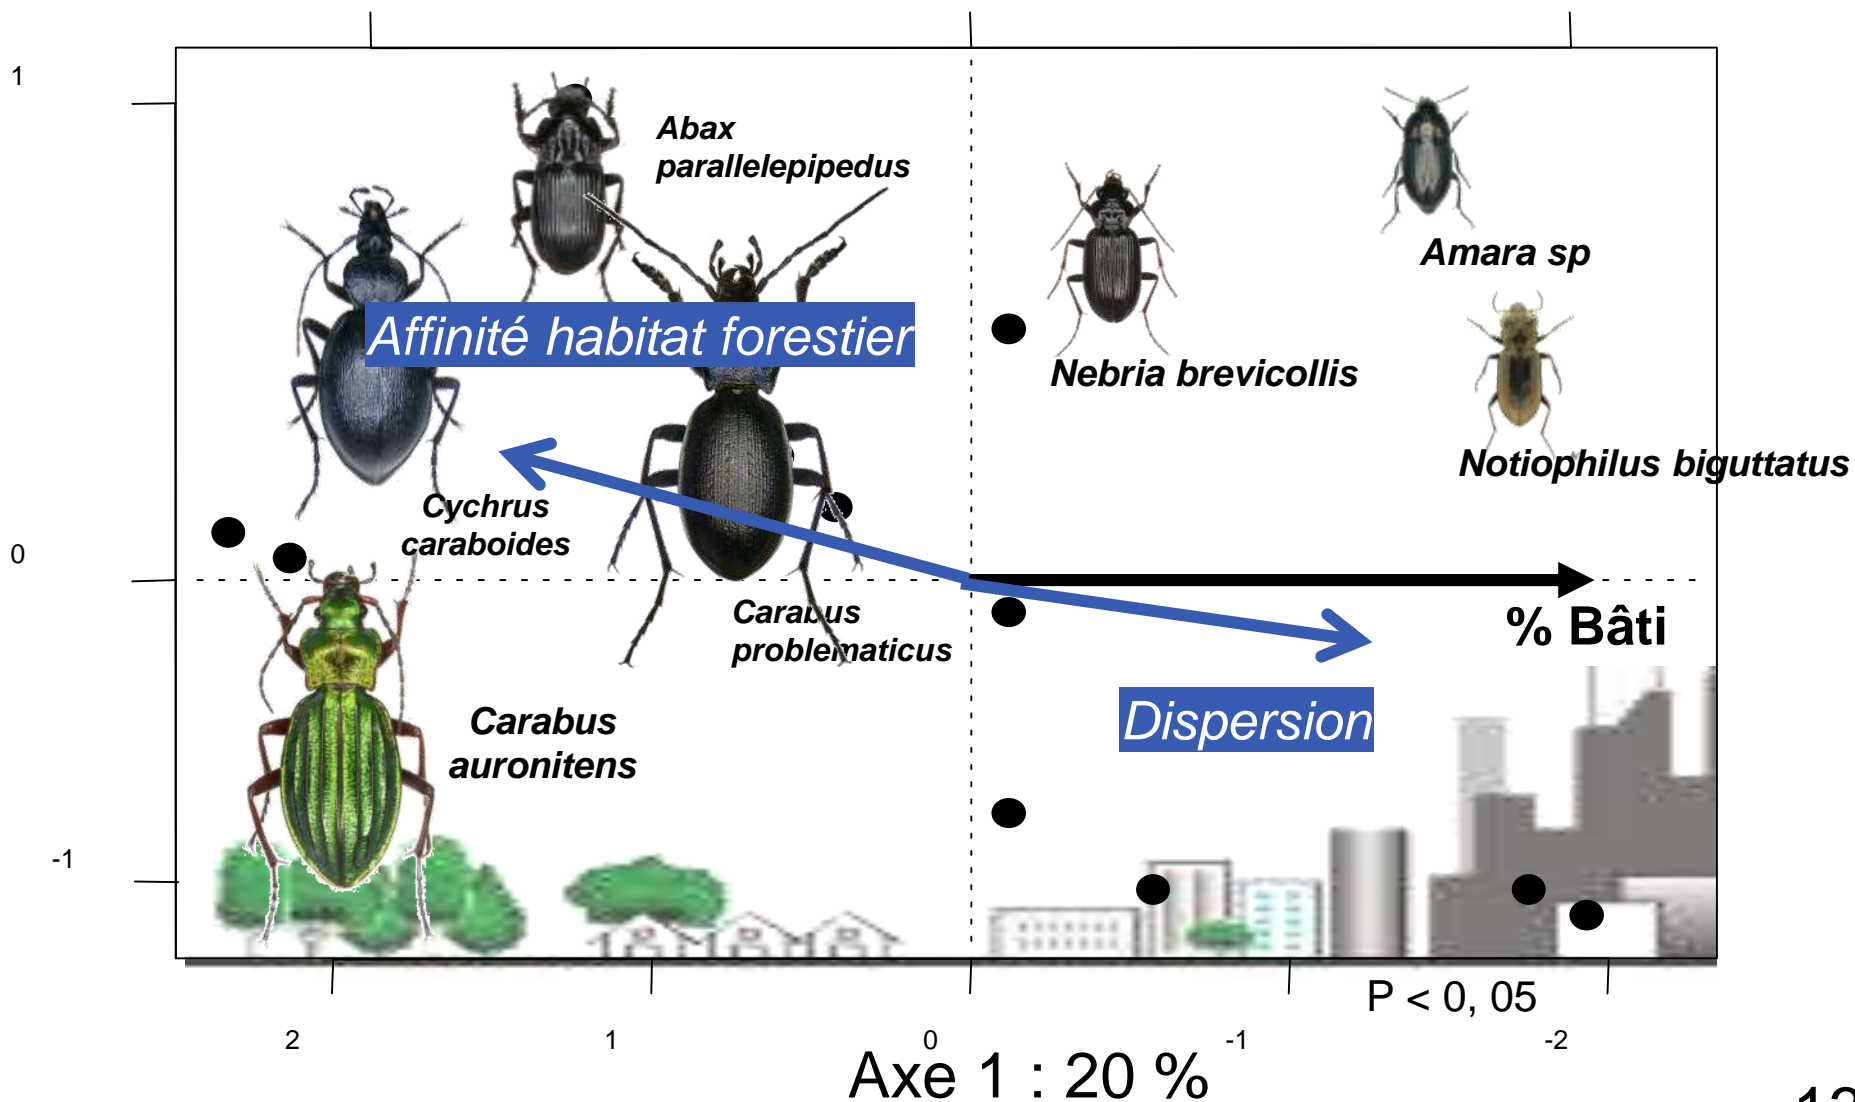 1
Abax
parallelepipedus
Amara sp
Affinité habitat forestier
Nebria brevicollis
Notiophilus biguttatus
Cychrus
caraboides
0
Carabus
problematicus
% Bâti
Carabus
auronitens
Dispersion
-1
P < 0, 05
2
1
0
-1
-2
Axe 1 : 20 %